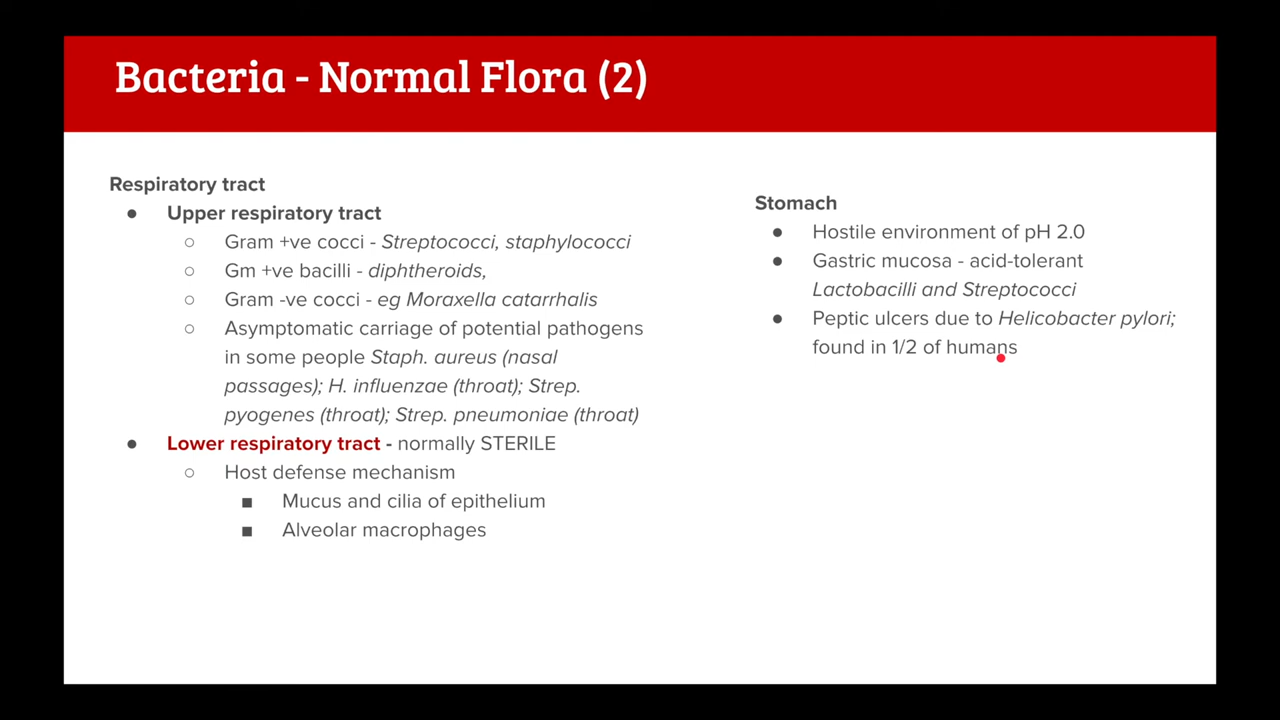 Bacteria - Normal Flora (2)
Respiratory tract
● Upper respiratory tract
○ Gram +ve cocci - Streptococci, staphylococci
○ Gm +ve bacilli - diphtheroids,
○ Gram -ve cocci - eg Moraxella catarrhalis
○ Asymptomatic carriage of potential pathogens
in some people Staph. aureus (nasal
passages); H. influenzae (throat); Strep.
pyogenes (throat); Strep. pneumoniae (throat)
● Lower respiratory tract - normally STERILE
○ Host defense mechanism
■ Mucus and cilia of epithelium
■ Alveolar macrophages
Stomach
● Hostile environment of pH 2.0
● Gastric mucosa - acid-tolerant
Lactobacilli and Streptococci
● Peptic ulcers due to Helicobacter pylori;
found in 1/2 of humans